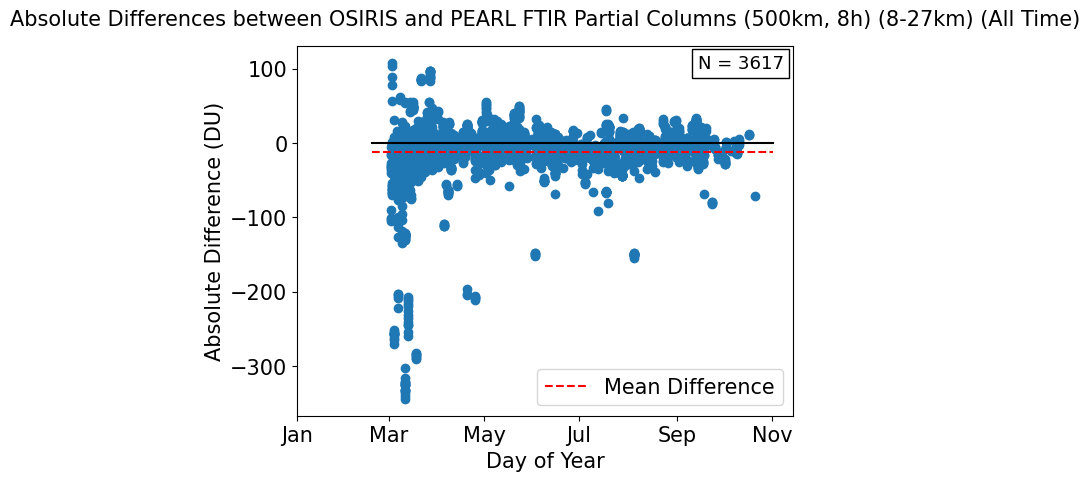 Absolute Differences between OSIRIS and PEARL FTIR Partial Columns (500km, 8h) (8-27km) (All Time)
N = 3617
Absolute Difference (DU)
100
0
−100
−200
−300
Mean Difference
Jan Mar May Jul Sep Nov
Day of Year